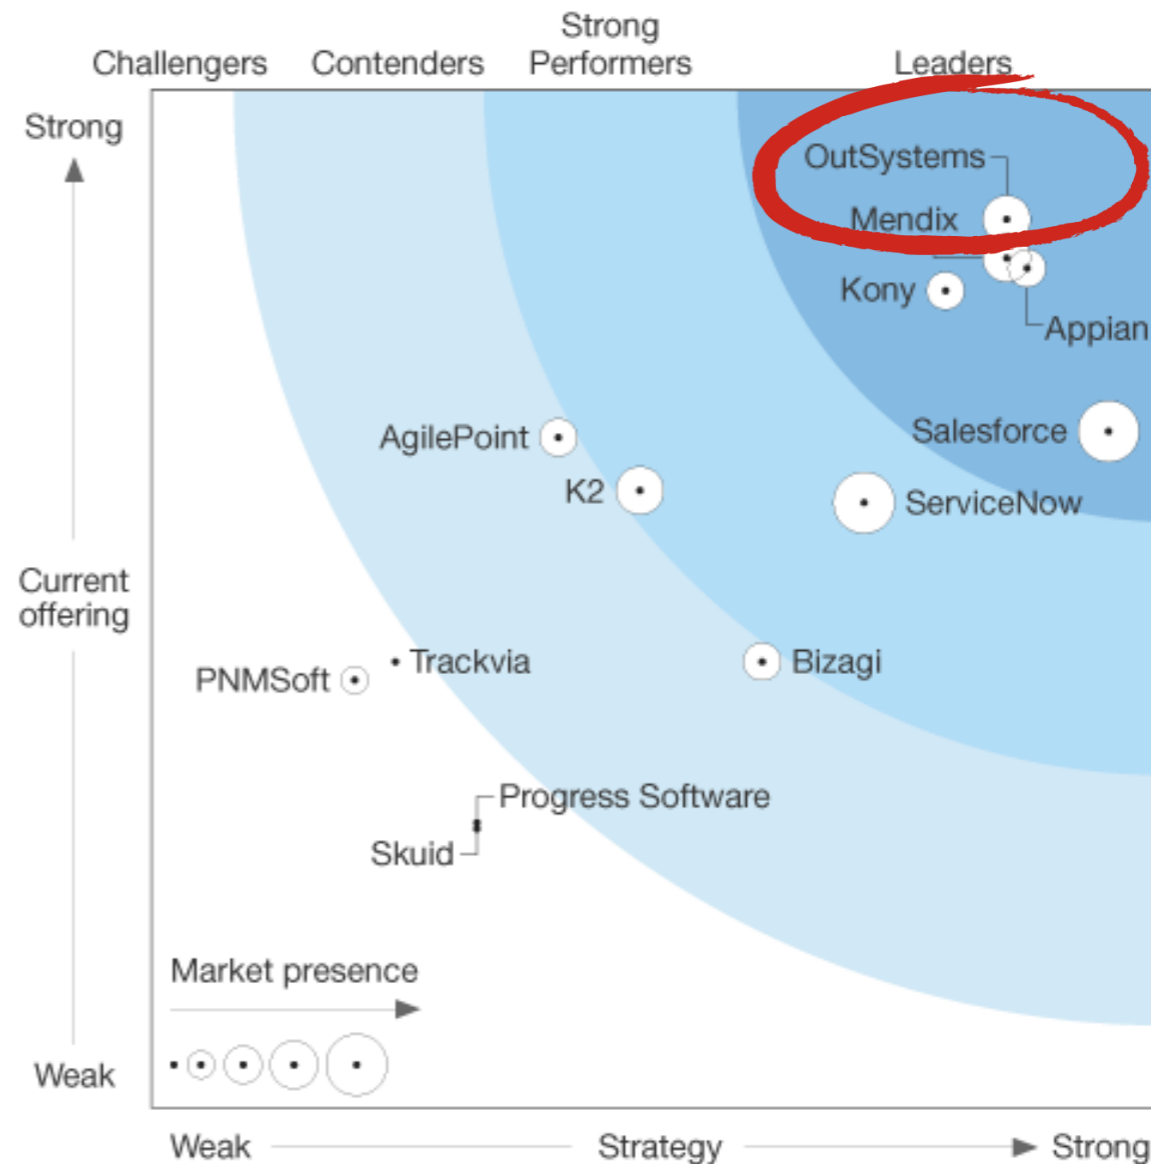 Strong
Challengers Contenders Performers Leaders
Strong
OutSystems
Mendix
Kony
Appian
Salesforce
AgilePoint
K2
ServiceNow
Current
offering
Trackvia
Bizagi
PNMSoft
Progress Software
Skuid
Market presence
Weak
Weak Strategy Strong